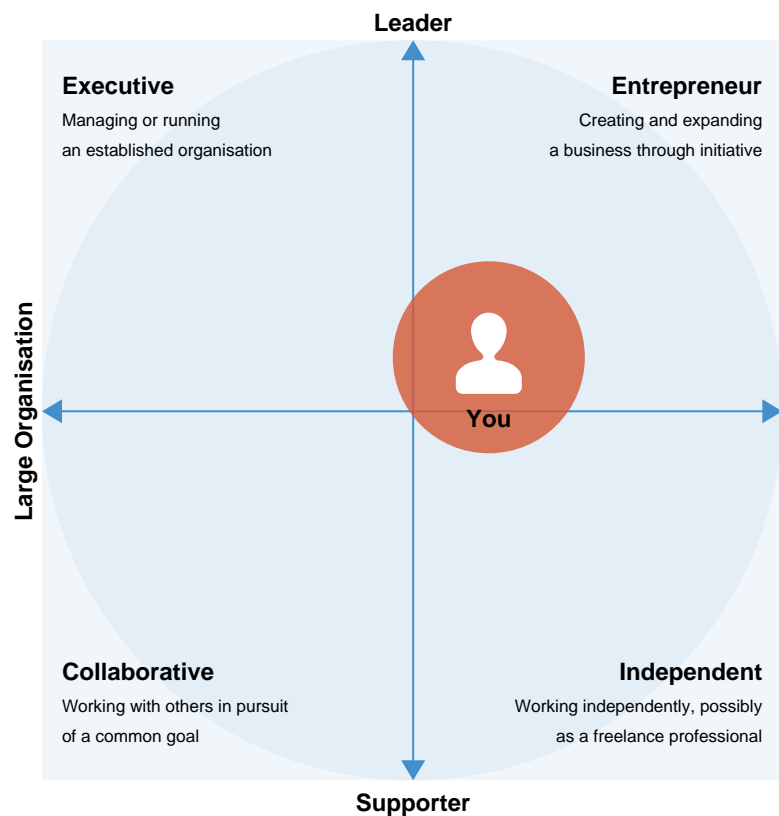 Leader
Executive
Managing or running
an established organisation
Entrepreneur
Creating and expanding
a business through initiative
Large Organisation
You
Collaborative
Working with others in pursuit
of a common goal
Independent
Working independently, possibly
as a freelance professional
Supporter